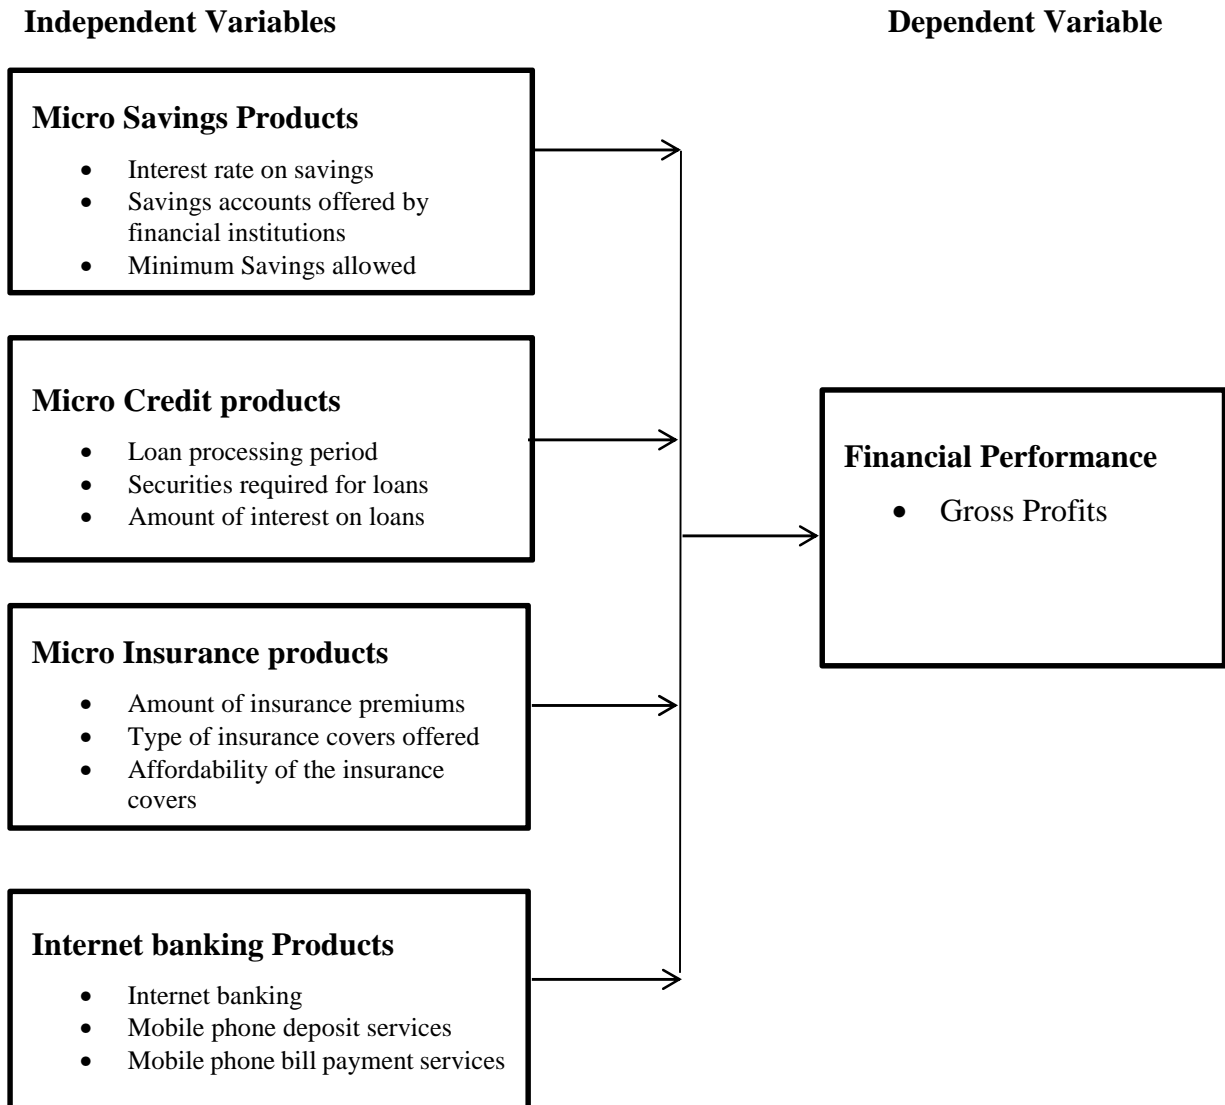 Independent Variables
Dependent Variable
Micro Savings Products
• Interest rate on savings
• Savings accounts offered by
financial institutions
• Minimum Savings allowed
Micro Credit products
• Loan processing period
• Securities required for loans
• Amount of interest on loans
Financial Performance
• Gross Profits
Micro Insurance products
• Amount of insurance premiums
• Type of insurance covers offered
• Affordability of the insurance
covers
Internet banking Products
• Internet banking
• Mobile phone deposit services
• Mobile phone bill payment services